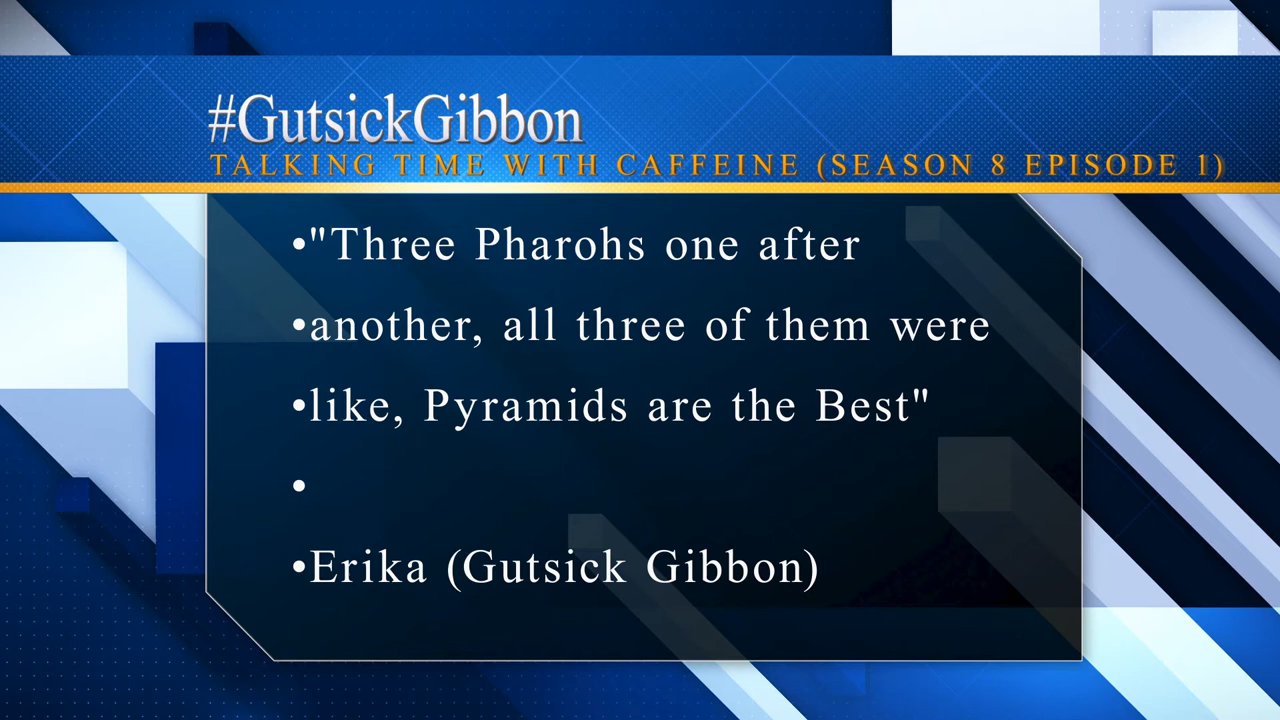 #GutsickGibbon
TALKING TIME WITH CAFFEINE (SEASON 8 EPISODE 1)
•"Three Pharohs one after
•another, all three of them were
•like, Pyramids are the Best"
•
•Erika (Gutsick Gibbon)